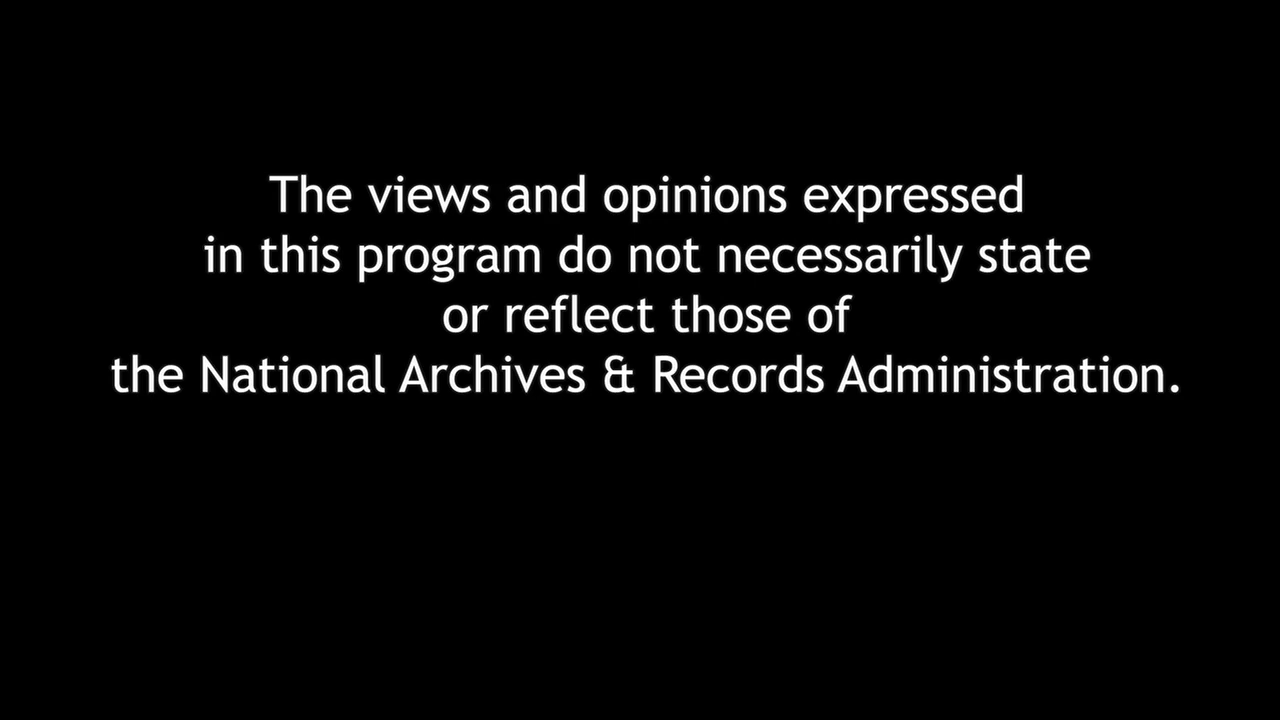 The views and opinions expressed
in this program do not necessarily state
or reflect those of
the National Archives & Records Administration.